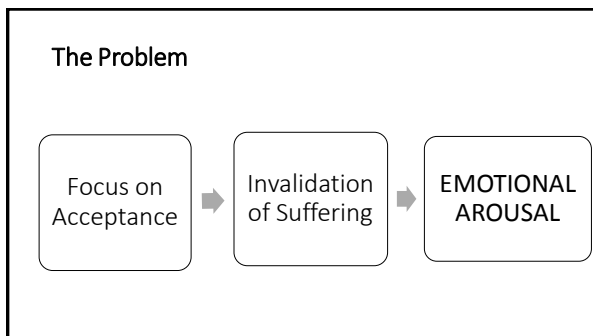 The Problem
Focus on
Acceptance
Invalidation
of Suffering
EMOTIONAL
AROUSAL